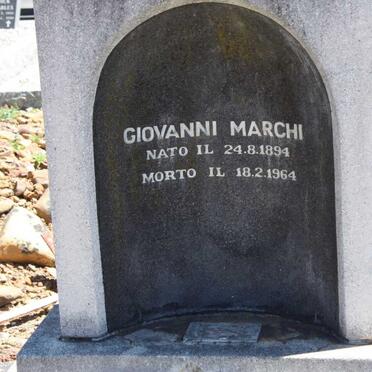 GIOVANNI MARCHI
NATO IL 24.8.1894
MORTO IL 18.2.1964